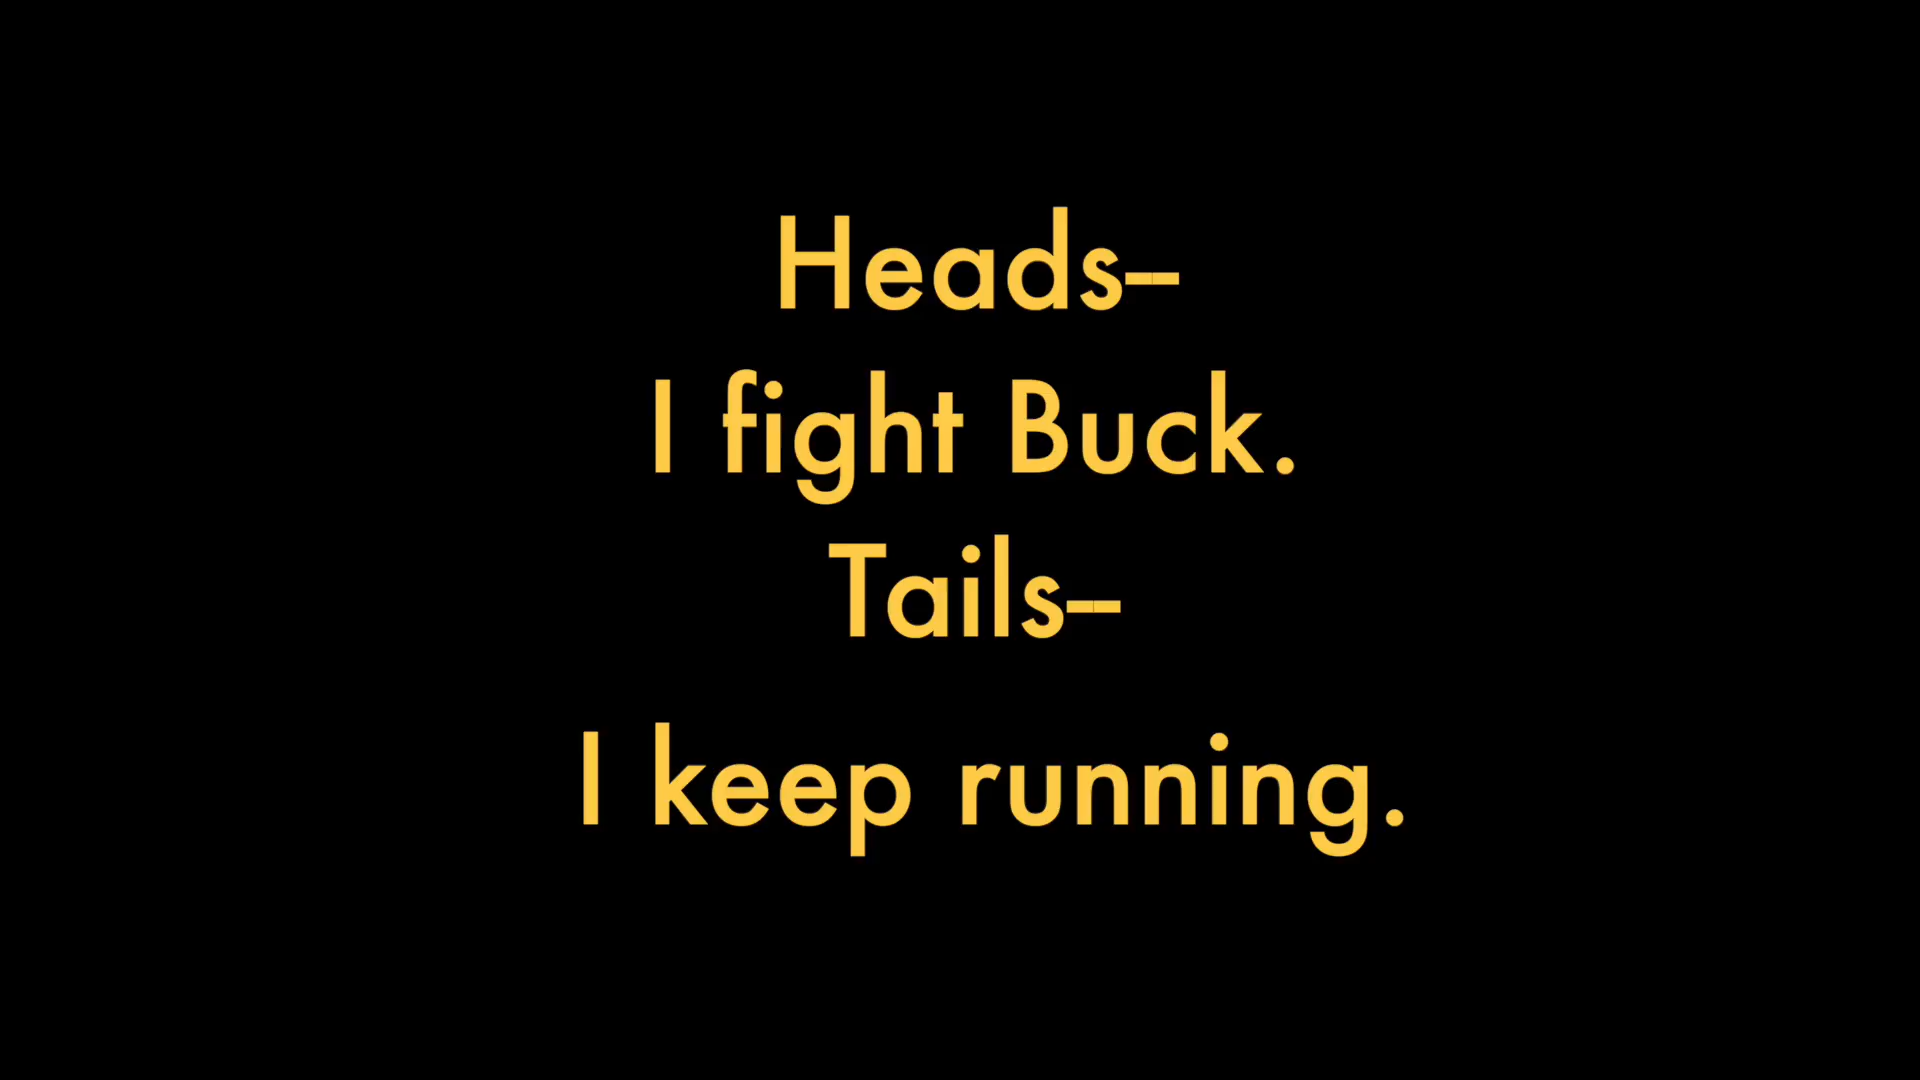 Heads--
I fight Buck.
Tails--
I keep running.